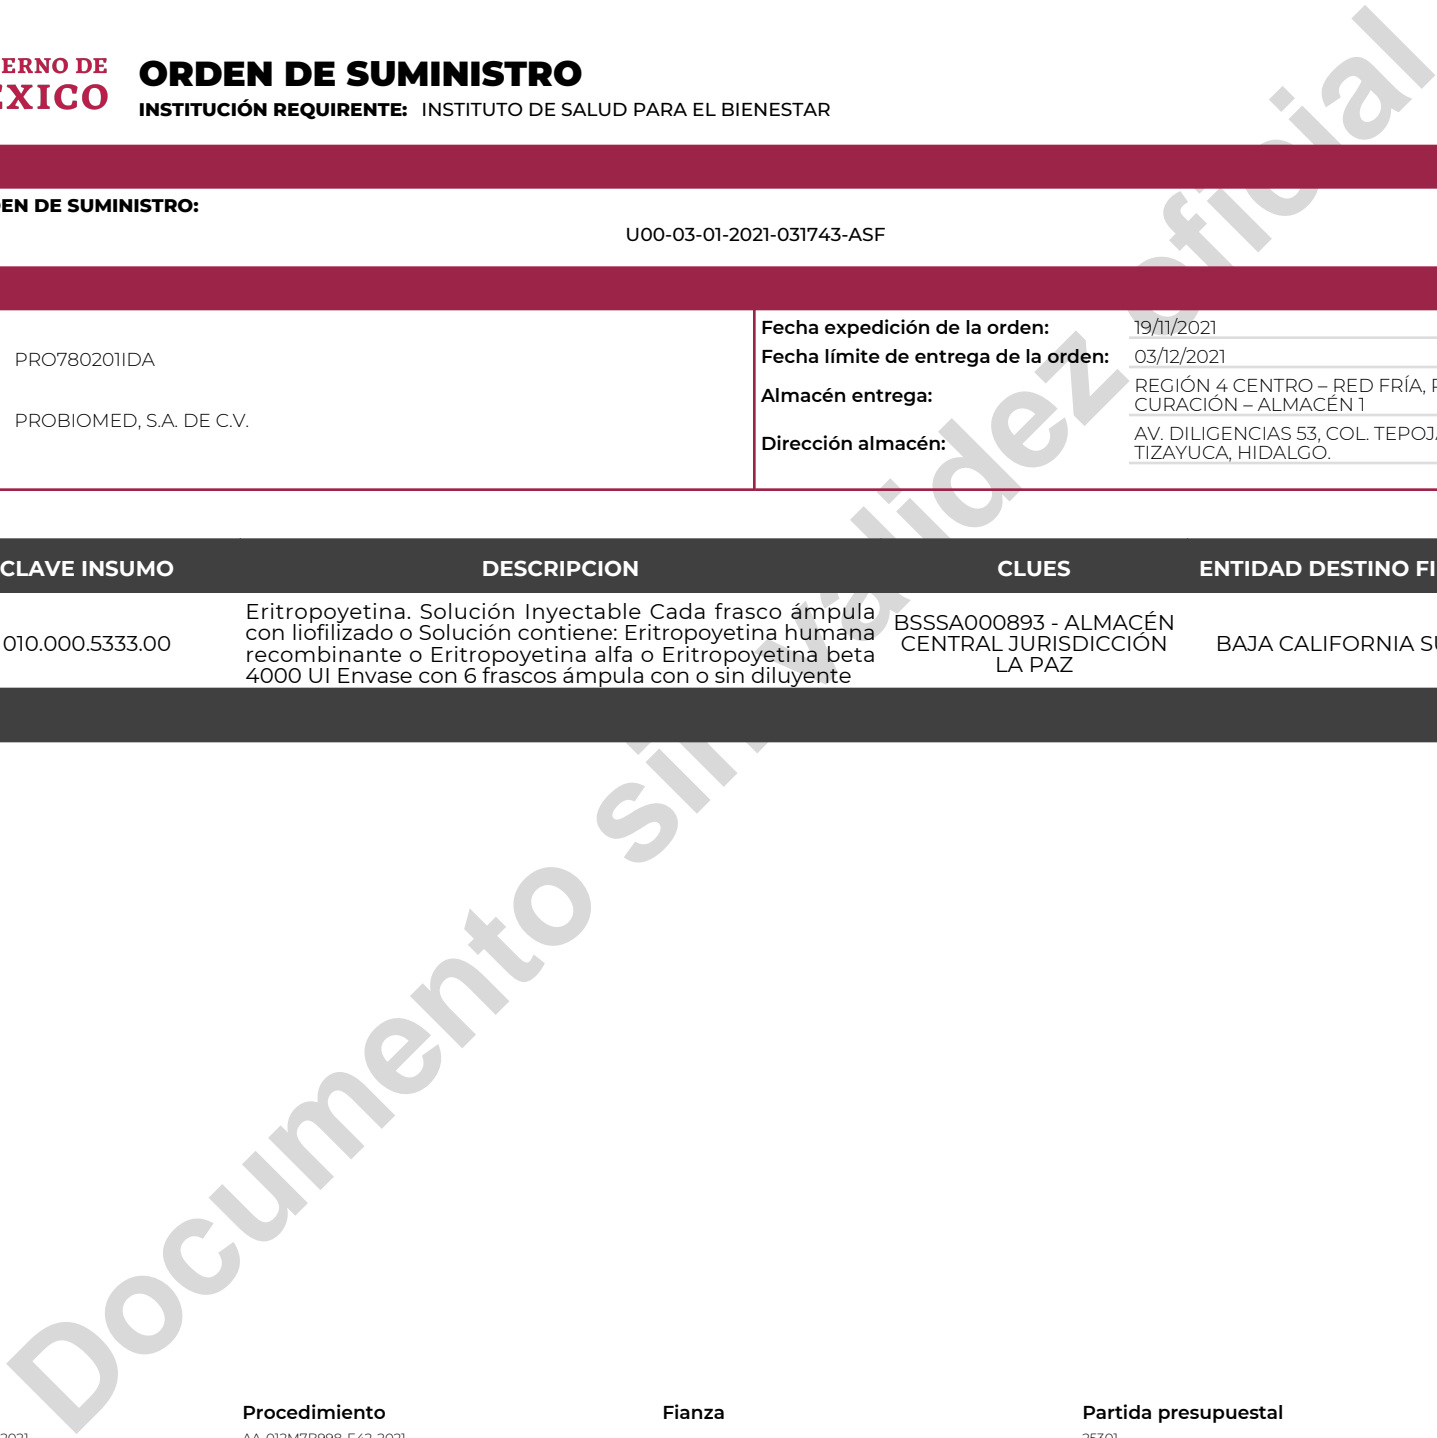 ERNO DE
EXICO
ORDEN DE SUMINISTRO
INSTITUCIÓN REQUIRENTE: INSTITUTO DE SALUD PARA EL BIENESTAR
EN DE SUMINISTRO:
U00-03-01-2021-031743-ASF
PRO780201IDA
PROBIOMED, S.A. DE C.V.
Fecha expedición de la orden: 19/11/2021
Fecha límite de entrega de la orden: 03/12/2021
Almacén entrega:
REGIÓN 4 CENTRO – RED FRÍA,
CURACIÓN – ALMACÉN 1
Dirección almacén:
AV. DILIGENCIAS 53, COL. TEPOJ
TIZAYUCA, HIDALGO.
CLAVE INSUMO DESCRIPCION CLUES ENTIDAD DESTINO FI
010.000.5333.00
Eritropoyetina. Solución Inyectable Cada frasco ámpula
con liofilizado o Solución contiene: Eritropoyetina humana
recombinante o Eritropoyetina alfa o Eritropoyetina beta
4000 UI Envase con 6 frascos ámpula con o sin diluyente
BSSSA000893 - ALMACÉN
CENTRAL JURISDICCIÓN
LA PAZ
BAJA CALIFORNIA S
Documento sin validez oficial
Procedimiento Fianza Partida presupuestal